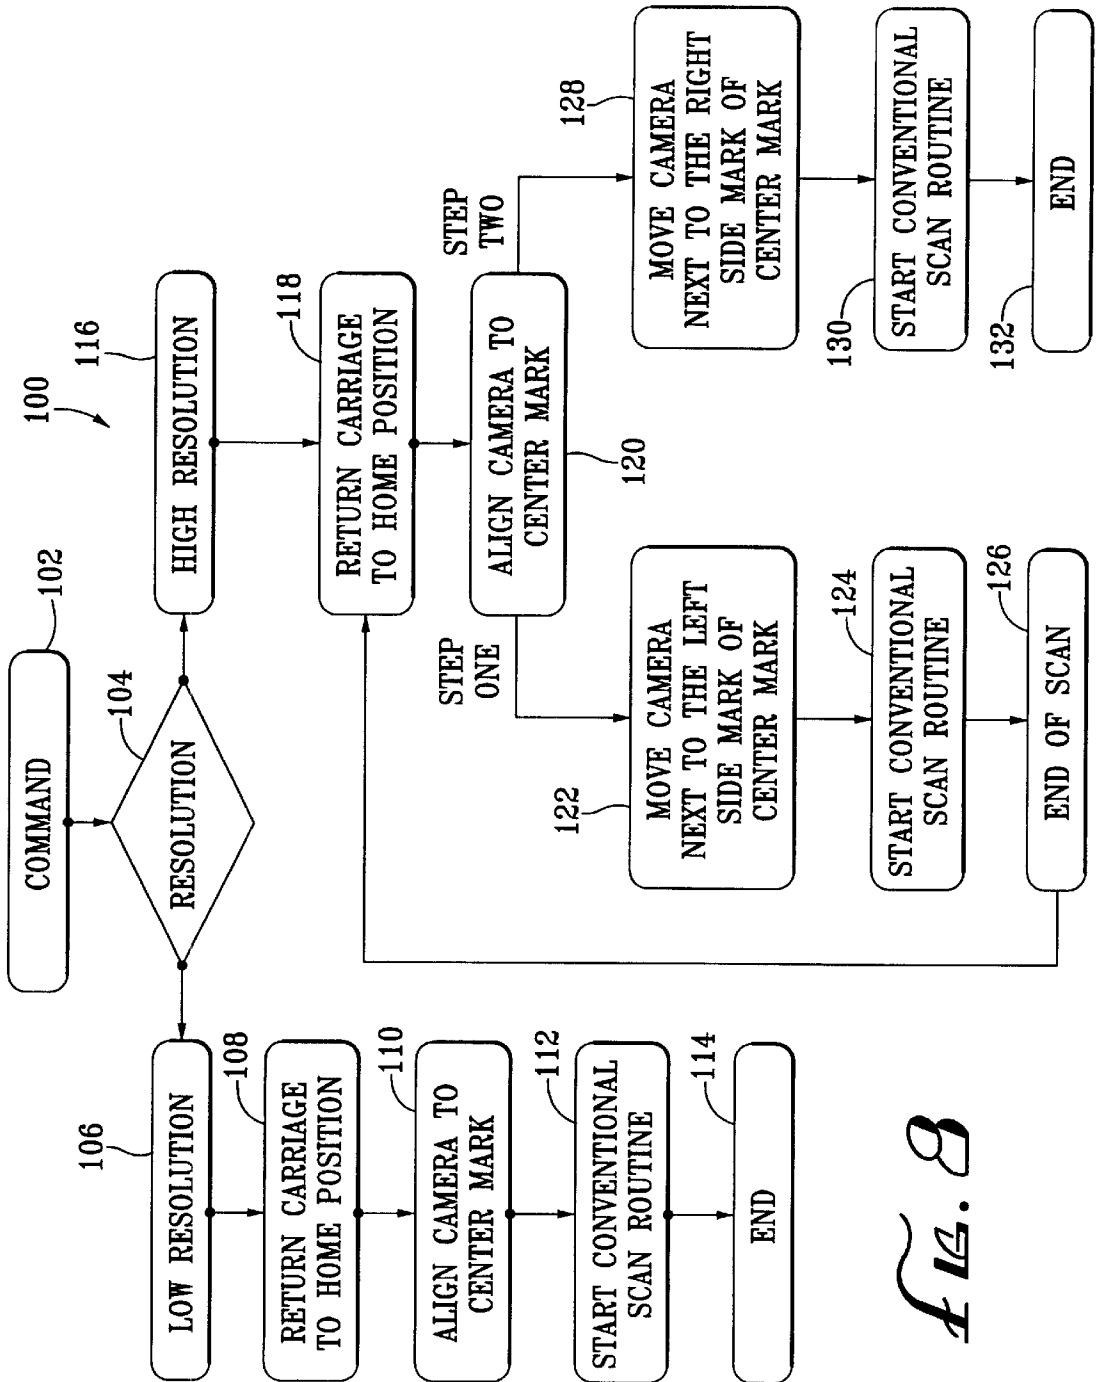 100
COMMAND
102
RESOLUTION
104
LOW RESOLUTION
106
RETURN CARRIAGE
TO HOME POSITION
108
ALIGN CAMERA TO
CENTER MARK
110
START CONVENTIONAL
SCAN ROUTINE
112
END
114
HIGH RESOLUTION
116
RETURN CARRIAGE
TO HOME POSITION
118
ALIGN CAMERA TO
CENTER MARK
120
STEP
ONE
MOVE CAMERA
NEXT TO THE LEFT
SIDE MARK OF
CENTER MARK
122
START CONVENTIONAL
SCAN ROUTINE
124
END OF SCAN
126
STEP
TWO
MOVE CAMERA
NEXT TO THE RIGHT
SIDE MARK OF
CENTER MARK
128
START CONVENTIONAL
SCAN ROUTINE
130
END
132
FIG. 8